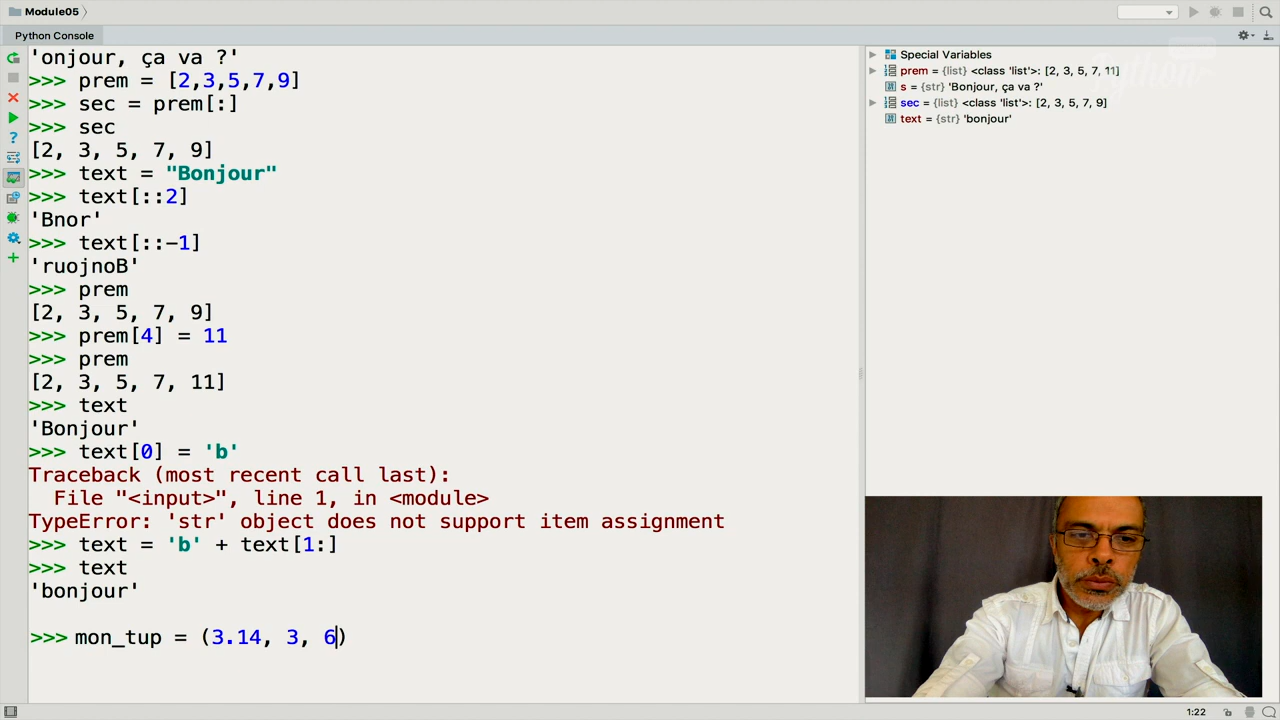 Module05
Python Console
'onjour, ça va ?'
>>> prem = [2,3,5,7,9]
>>> sec = prem[:]
>>> sec
[2, 3, 5, 7, 9]
>>> text = "Bonjour"
>>> text[::2]
'Bnor'
>>> text[::-1]
'ruojnoB'
>>> prem
[2, 3, 5, 7, 9]
>>> prem[4] = 11
>>> prem
[2, 3, 5, 7, 11]
>>> text
'Bonjour'
>>> text[0] = 'b'
Traceback (most recent call last):
  File "<input>", line 1, in <module>
TypeError: 'str' object does not support item assignment
>>> text = 'b' + text[1:]
>>> text
'bonjour'
>>> mon_tup = (3.14, 3, 6)
Special Variables
prem = {list} <class 'list'>: [2, 3, 5, 7, 11]
s = {str} 'Bonjour, ça va ?'
sec = {list} <class 'list'>: [2, 3, 5, 7, 9]
text = {str} 'bonjour'
Python
1:22